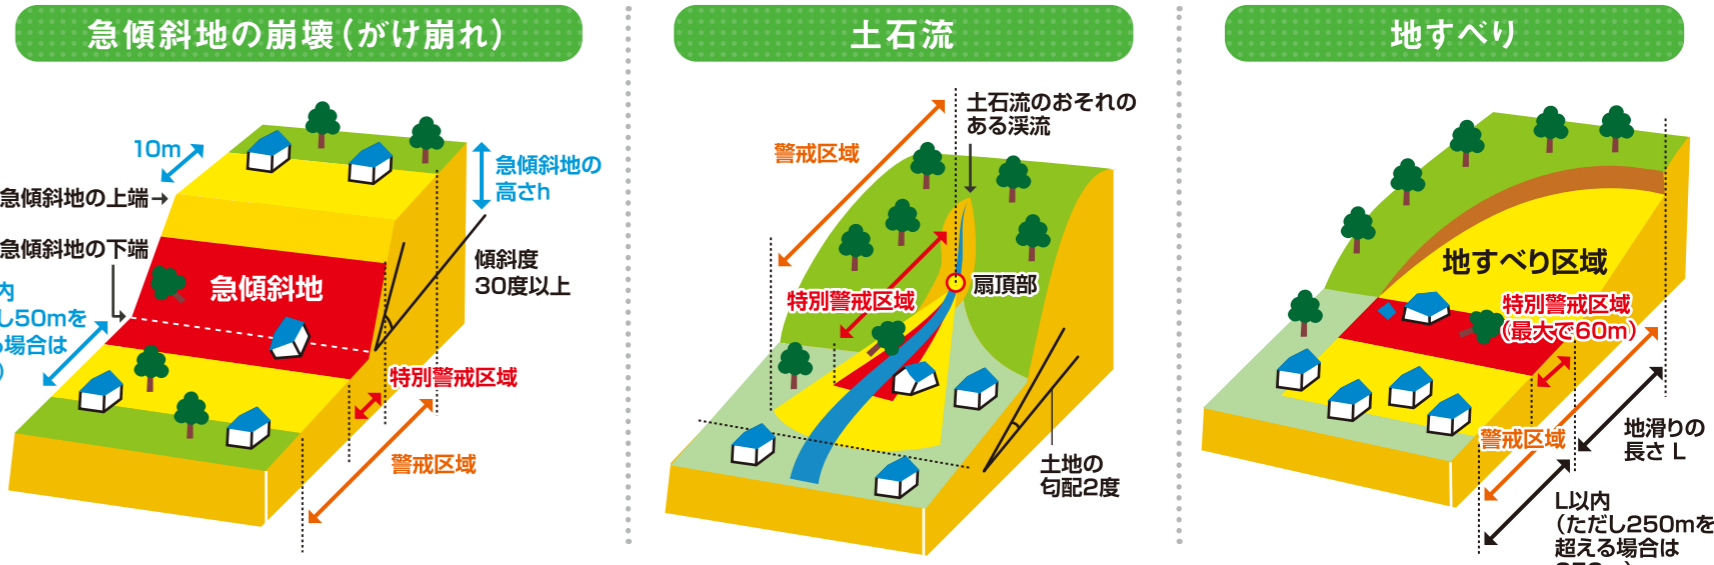 急傾斜地の崩壊(がけ崩れ)
10m
急傾斜地の上端→
急傾斜地の下端
急傾斜地の
高さh
傾斜度
30度以上
急傾斜地
内
し50mを
場合は
)
特別警戒区域
警戒区域
土石流
土石流のおそれの
ある渓流
警戒区域
特別警戒区域
扇頂部
土地の
勾配2度
地すべり
地すべり区域
特別警戒区域
(最大で60m)
警戒区域
地滑りの
長さ L
L以内
(ただし250mを
超える場合は